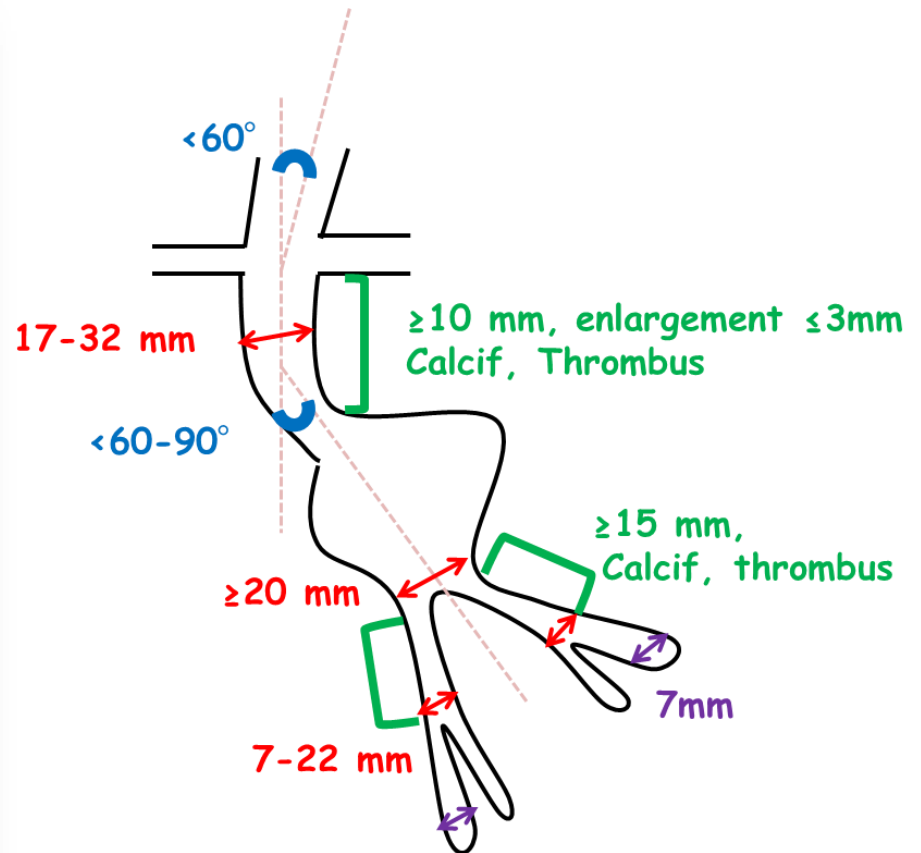 <60°
17-32 mm
≥10 mm, enlargement ≤3mm
Calcif, Thrombus
<60-90°
≥15 mm,
Calcif, thrombus
≥20 mm
7mm
7-22 mm